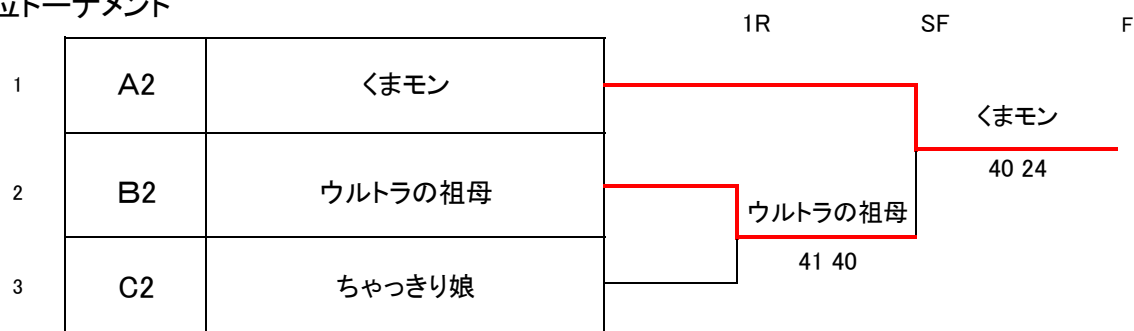 位トーナメント
1R SF F
1 A2 くまモン
くまモン
40 24
2 B2 ウルトラの祖母
ウルトラの祖母
41 40
3 C2 ちゃっきり娘